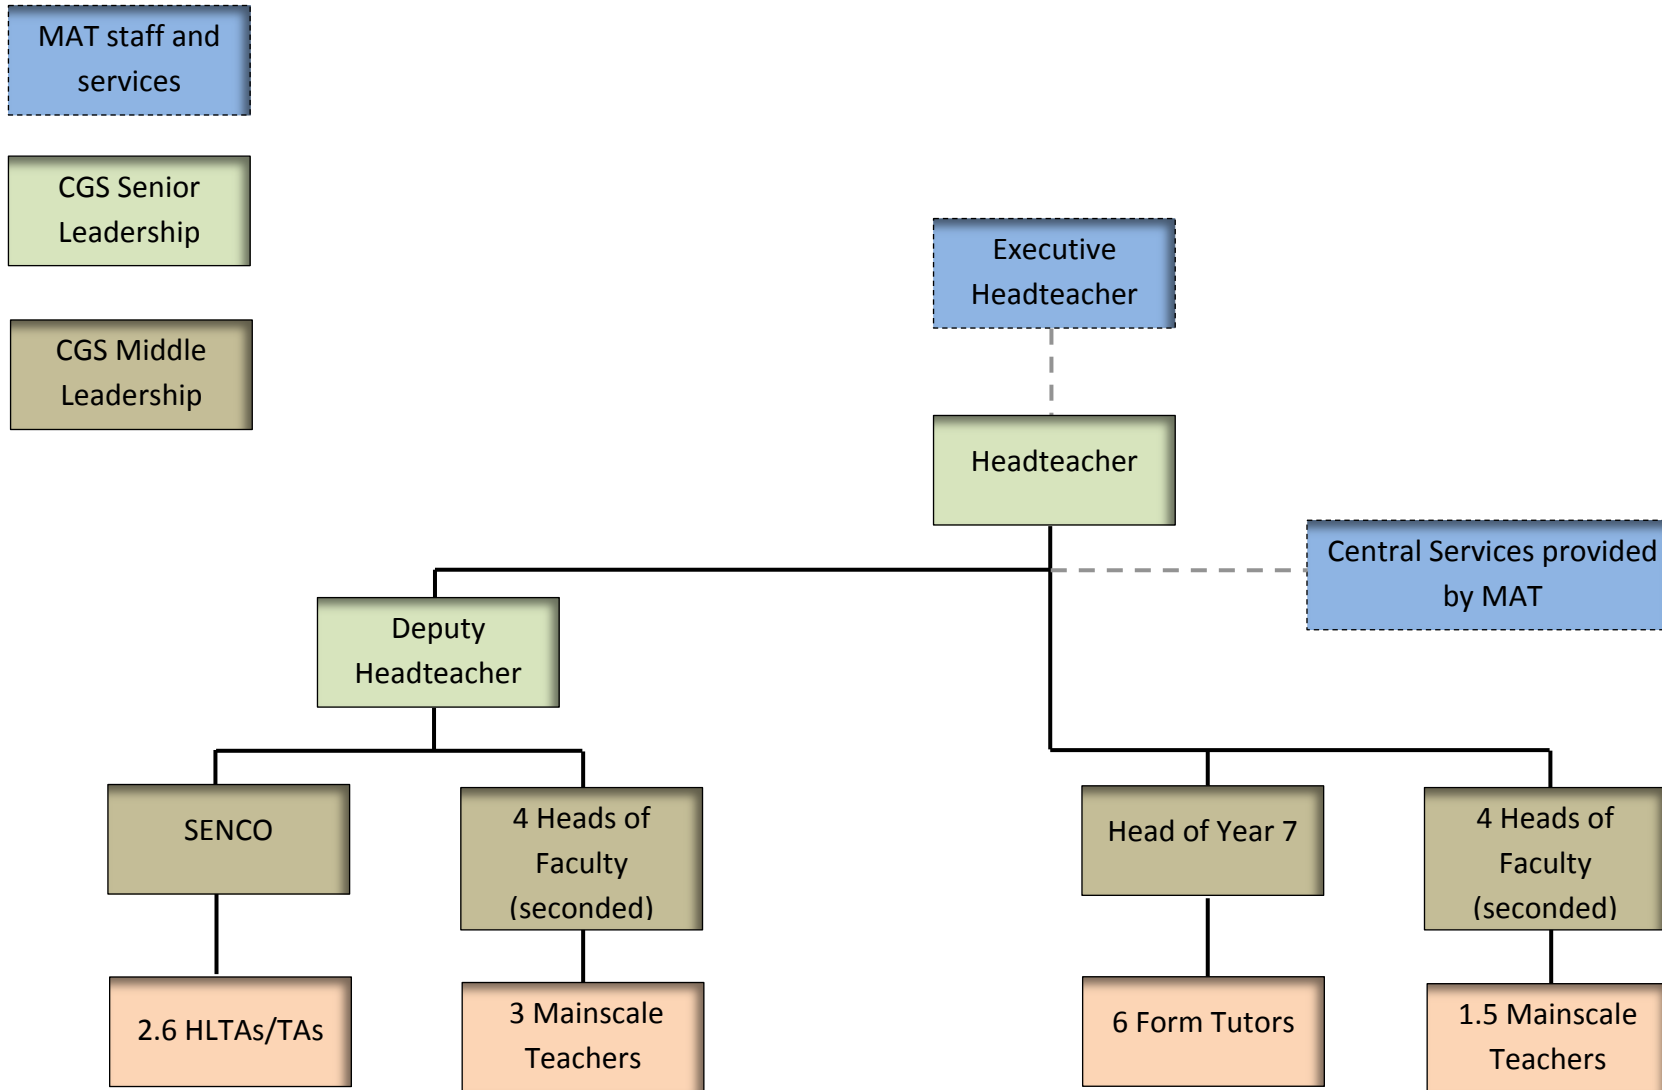 MAT staff and
services
CGS Senior
Leadership
CGS Middle
Leadership
Executive
Headteacher
Headteacher
Central Services provided
by MAT
Deputy
Headteacher
SENCO
4 Heads of
Faculty
(seconded)
Head of Year 7
4 Heads of
Faculty
(seconded)
2.6 HLTAs/TAs
3 Mainscale
Teachers
6 Form Tutors
1.5 Mainscale
Teachers